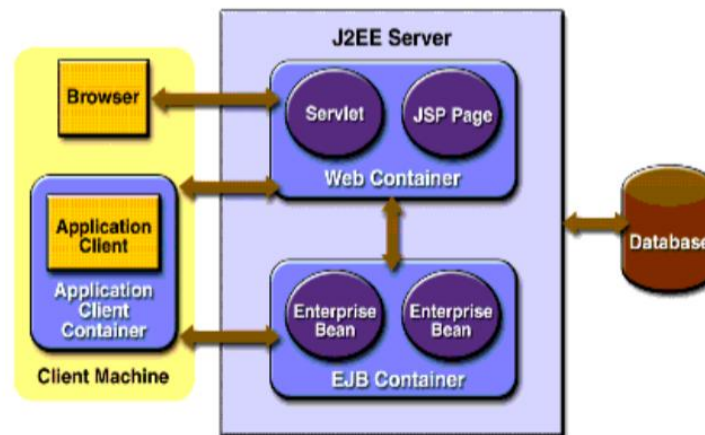 J2EE Server
Browser
Servlet
JSP Page
Web Container
Application
Client
Application
Client
Container
Client Machine
Enterprise
Bean
Enterprise
Bean
EJB Container
Database